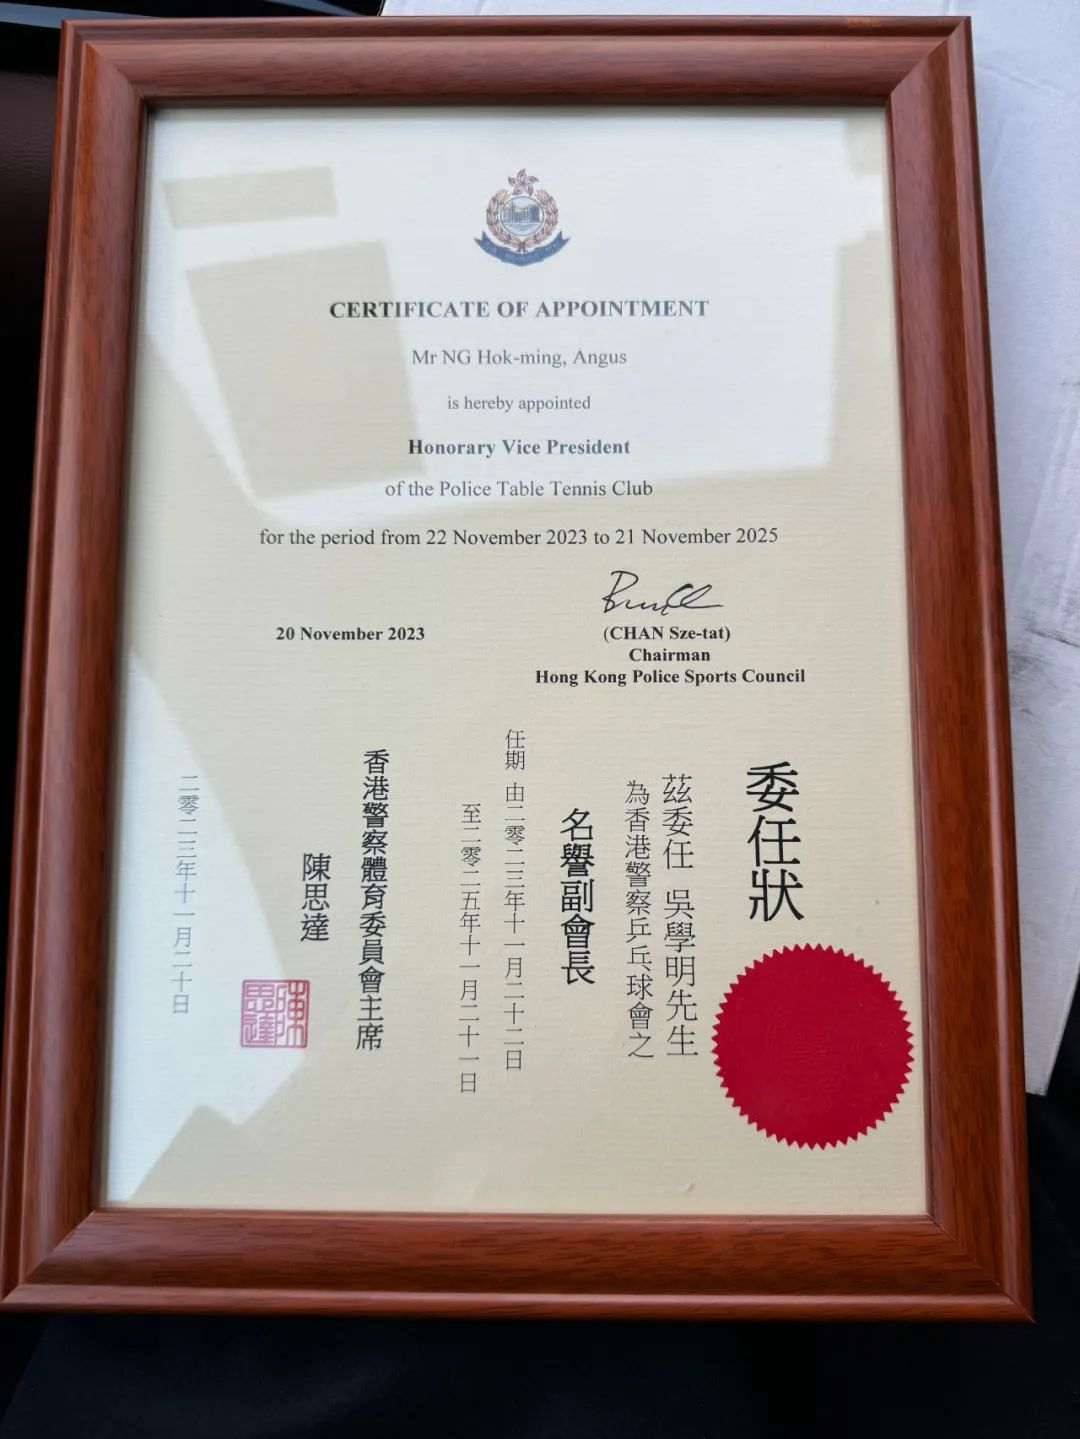 CERTIFICATE OF APPOINTMENT
Mr NG Hok-ming, Angus
is hereby appointed
Honorary Vice President
of the Police Table Tennis Club
for the period from 22 November 2023 to 21 November 2025
20 November 2023
(CHAN Sze-tat)
Chairman
Hong Kong Police Sports Council
委任狀
茲委任 吳學明先生
為香港警察乒乓球會之
名譽副會長
任期 由二零二三年十一月二十二日
至二零二五年十一月二十一日
香港警察體育委員會主席
陳思達
陳思達
二零二三年十一月二十日